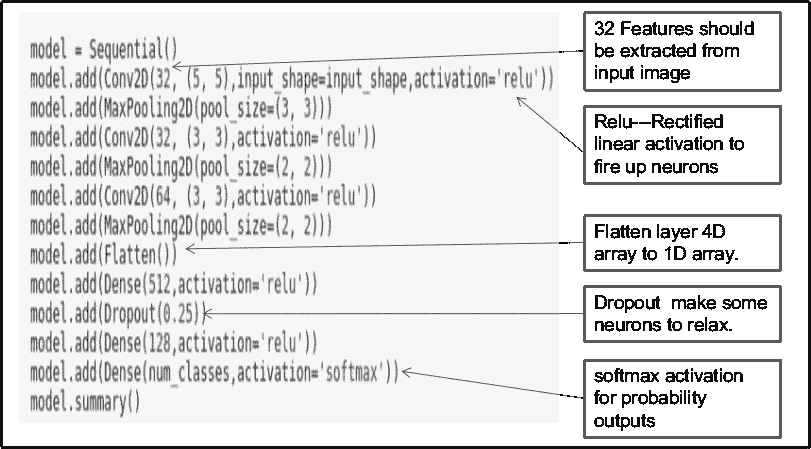 model = Sequential()
model.add(Conv2D(32, (5, 5),input_shape=input_shape,activation='relu'))
model.add(MaxPooling2D(pool_size=(3, 3)))
model.add(Conv2D(32, (3, 3),activation='relu'))
model.add(MaxPooling2D(pool_size=(2, 2)))
model.add(Conv2D(64, (3, 3),activation='relu'))
model.add(MaxPooling2D(pool_size=(2, 2)))
model.add(Flatten())
model.add(Dense(512,activation='relu'))
model.add(Dropout(0.25))
model.add(Dense(128,activation='relu'))
model.add(Dense(num_classes,activation='softmax'))
model.summary()
32 Features should
be extracted from
input image
Relu---Rectified
linear activation to
fire up neurons
Flatten layer 4D
array to 1D array.
Dropout make some
neurons to relax.
softmax activation
for probability
outputs